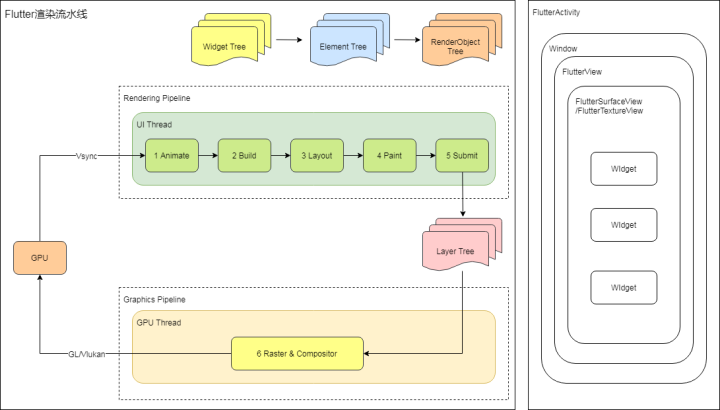 Flutter渲染流水线
Widget Tree
Element Tree
RenderObject
Tree
Rendering Pipeline
UI Thread
Vsync
1 Animate
2 Build
3 Layout
4 Paint
5 Submit
GPU
Layer Tree
Graphics Pipeline
GPU Thread
GL/Vlukan
6 Raster & Compositor
FlutterActivity
Window
FlutterView
FlutterSurfaceView
/FlutterTextureView
WIdget
WIdget
WIdget